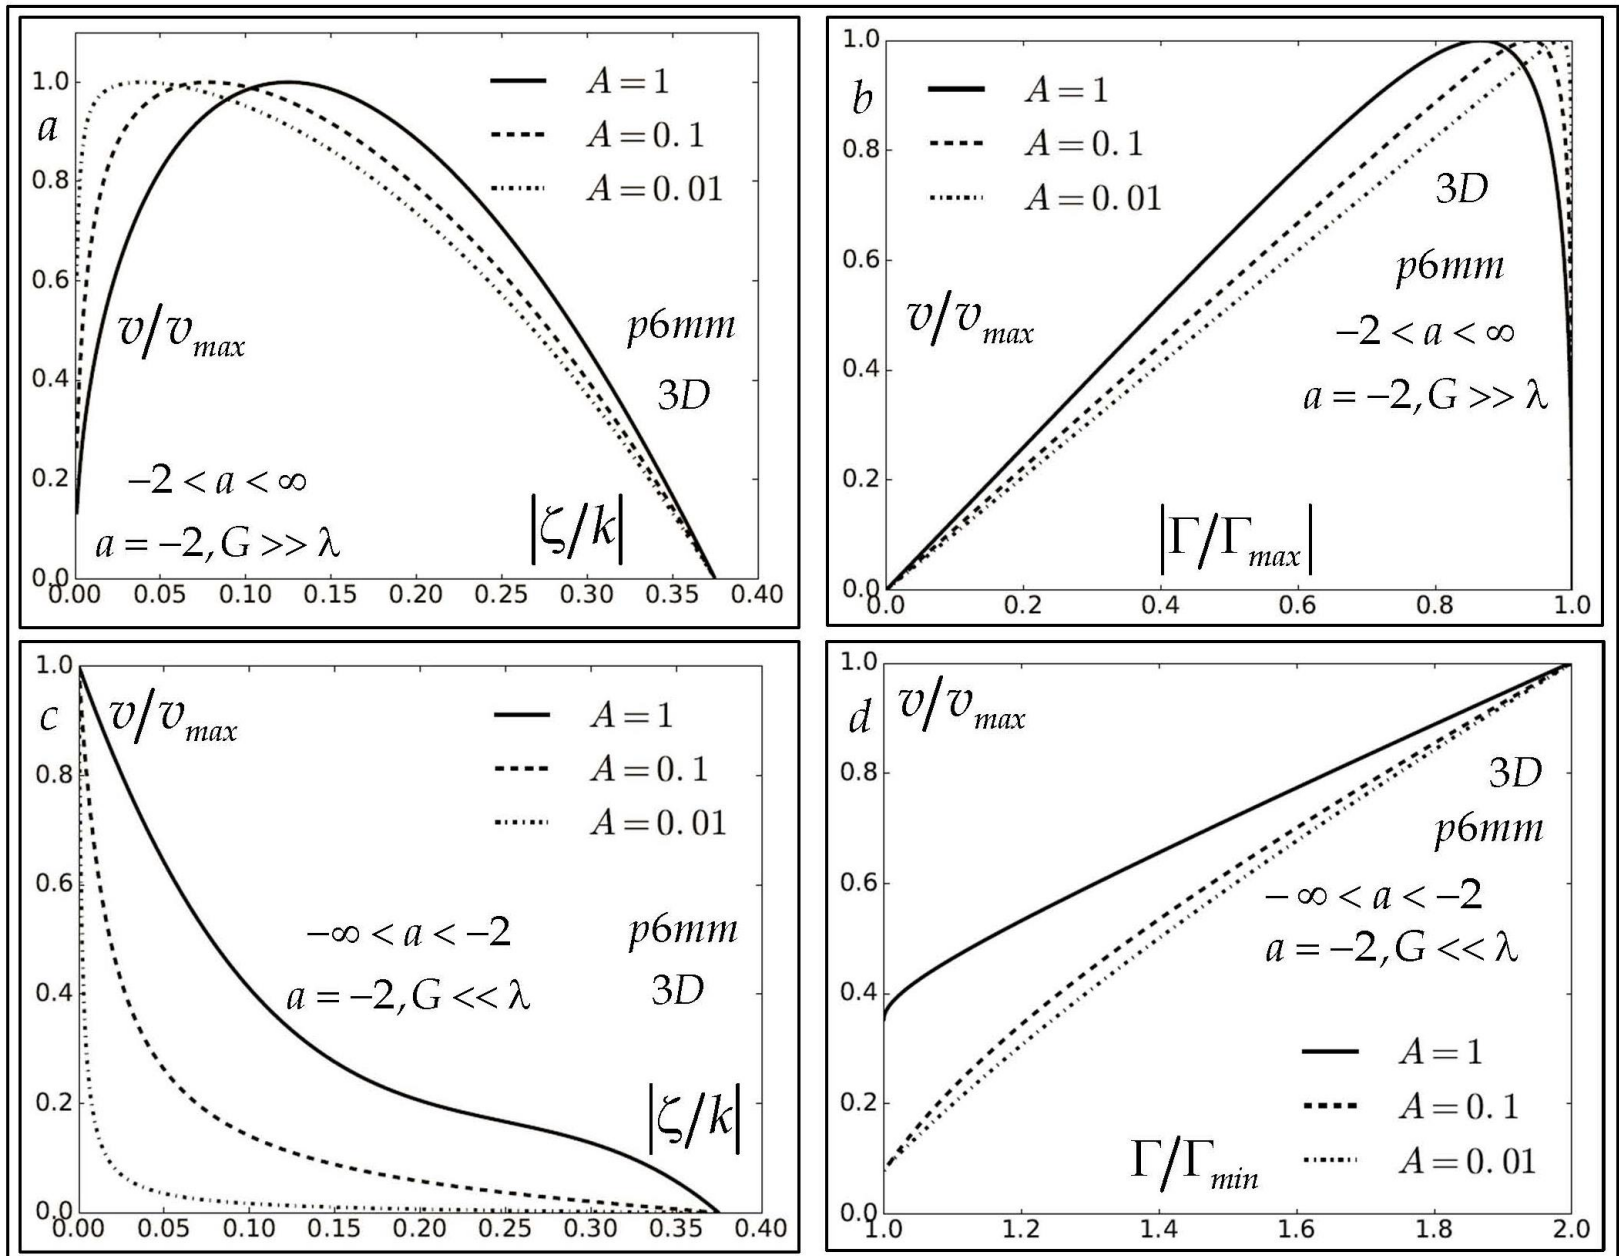 1.0
a
0.8
0.6
0.4
0.2
0.0
A = 1
A = 0.1
A = 0.01
v/v_max
p6mm
3D
−2 < a < ∞
a = −2, G >> λ
|ζ/k|
0.00 0.05 0.10 0.15 0.20 0.25 0.30 0.35 0.40
1.0
b
0.8
0.6
0.4
0.2
0.0
A = 1
A = 0.1
A = 0.01
3D
p6mm
v/v_max
−2 < a < ∞
a = −2, G >> λ
|Γ/Γ_max|
0.0 0.2 0.4 0.6 0.8 1.0
1.0
c v/v_max
0.8
0.6
0.4
0.2
0.0
A = 1
A = 0.1
A = 0.01
−∞ < a < −2
p6mm
a = −2, G << λ
3D
|ζ/k|
0.00 0.05 0.10 0.15 0.20 0.25 0.30 0.35 0.40
1.0
d v/v_max
0.8
0.6
0.4
0.2
0.0
3D
p6mm
−∞ < a < −2
a = −2, G << λ
A = 1
A = 0.1
A = 0.01
Γ/Γ_min
1.0 1.2 1.4 1.6 1.8 2.0